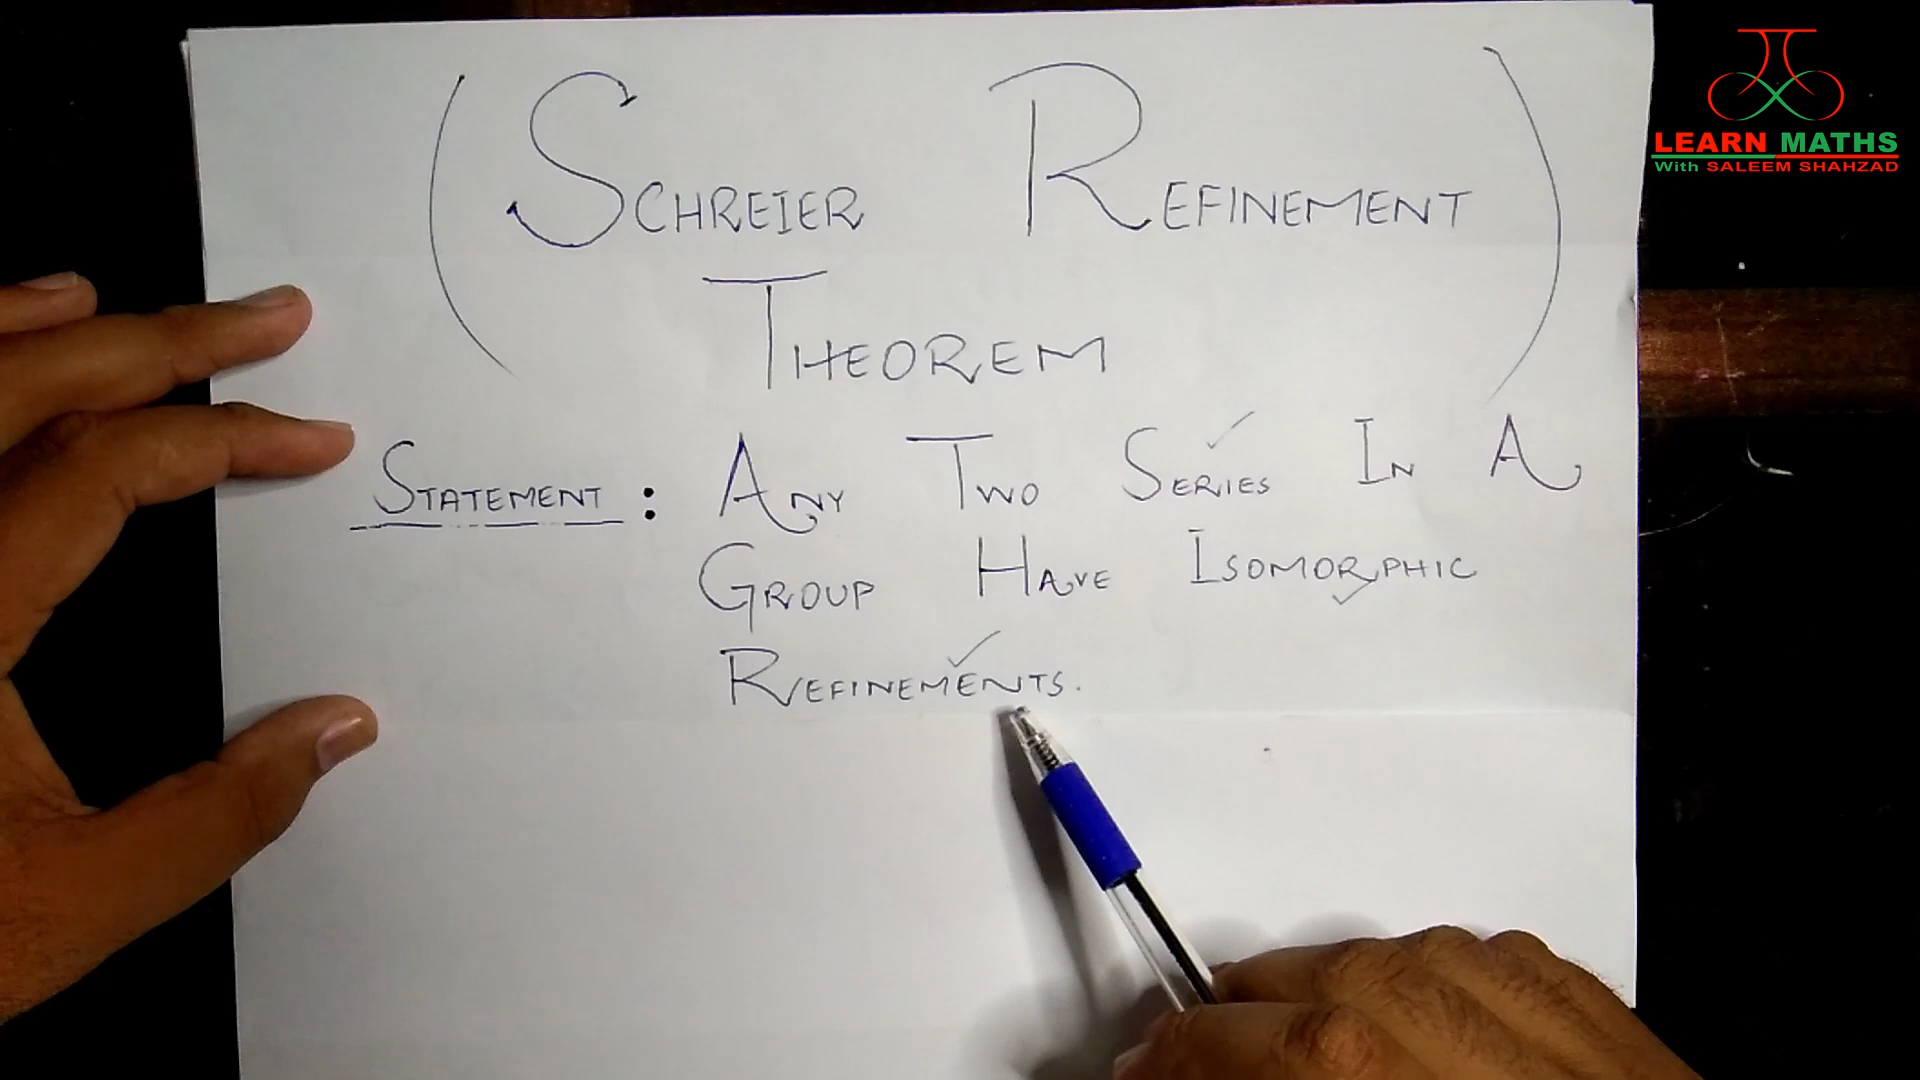 (SCHREIER REFINEMENT
THEOREM)
STATEMENT: ANY TWO SERIES IN A
GROUP HAVE ISOMORPHIC
REFINEMENTS.
LEARN MATHS
With SALEEM SHAHZAD